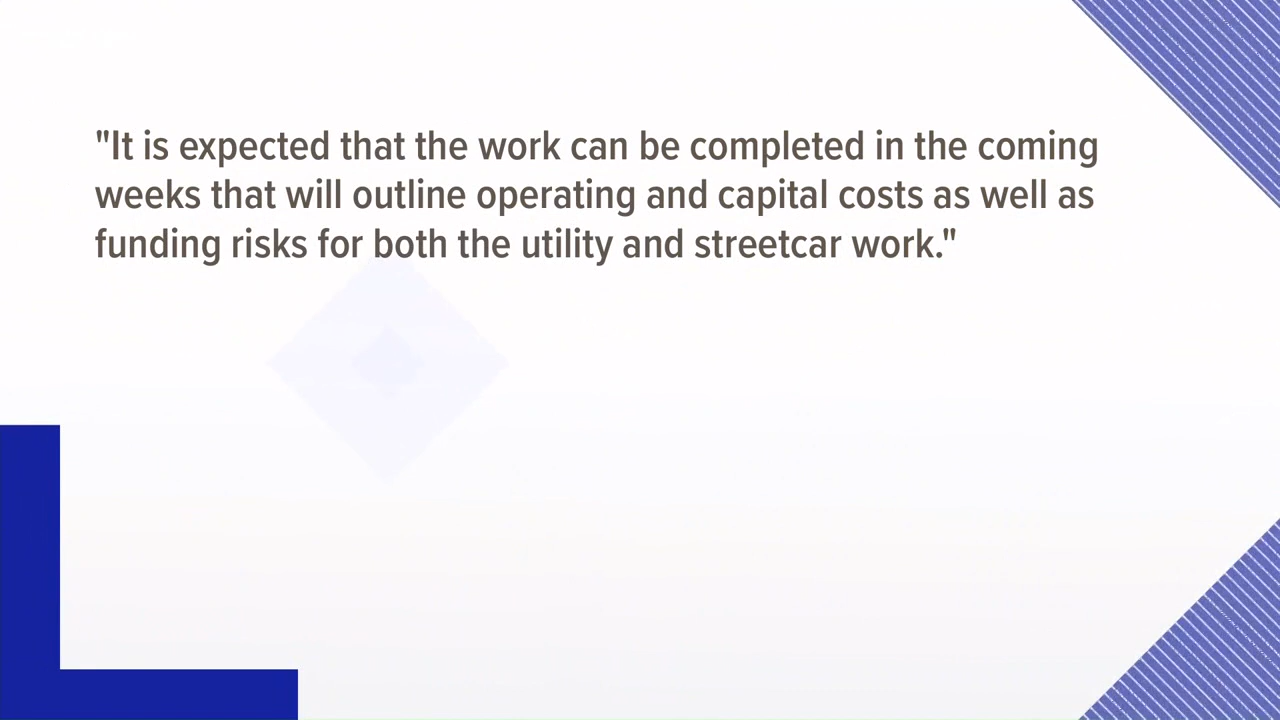 "It is expected that the work can be completed in the coming
weeks that will outline operating and capital costs as well as
funding risks for both the utility and streetcar work."